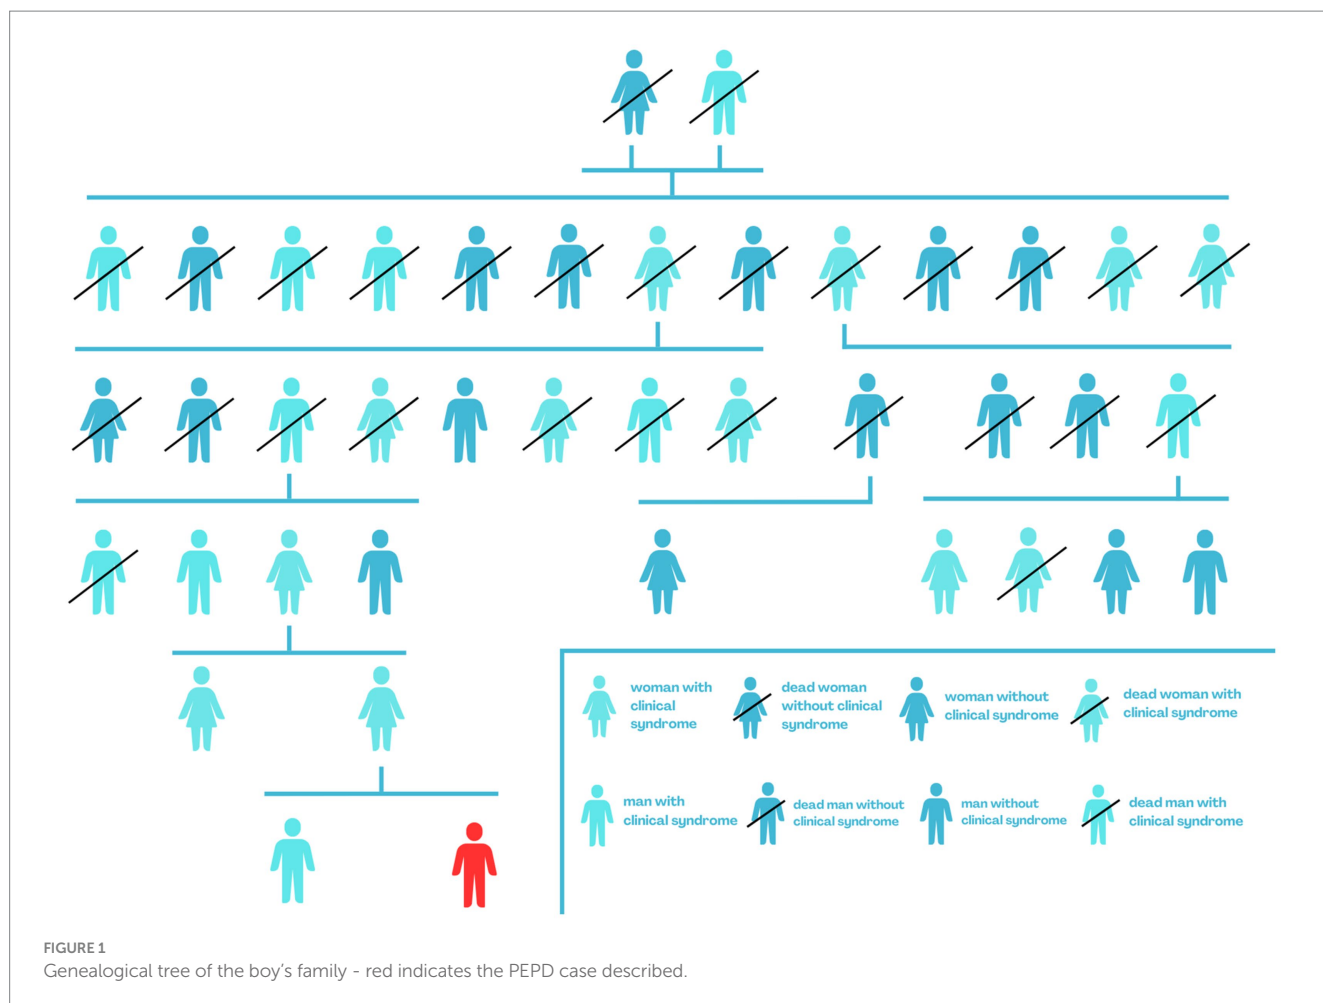 woman with
clinical
syndrome
dead woman
without clinical
syndrome
woman without
clinical syndrome
dead woman with
clinical syndrome
man with
clinical syndrome
dead man without
clinical syndrome
man without
clinical syndrome
dead man with
clinical syndrome
FIGURE 1
Genealogical tree of the boy's family - red indicates the PEPD case described.